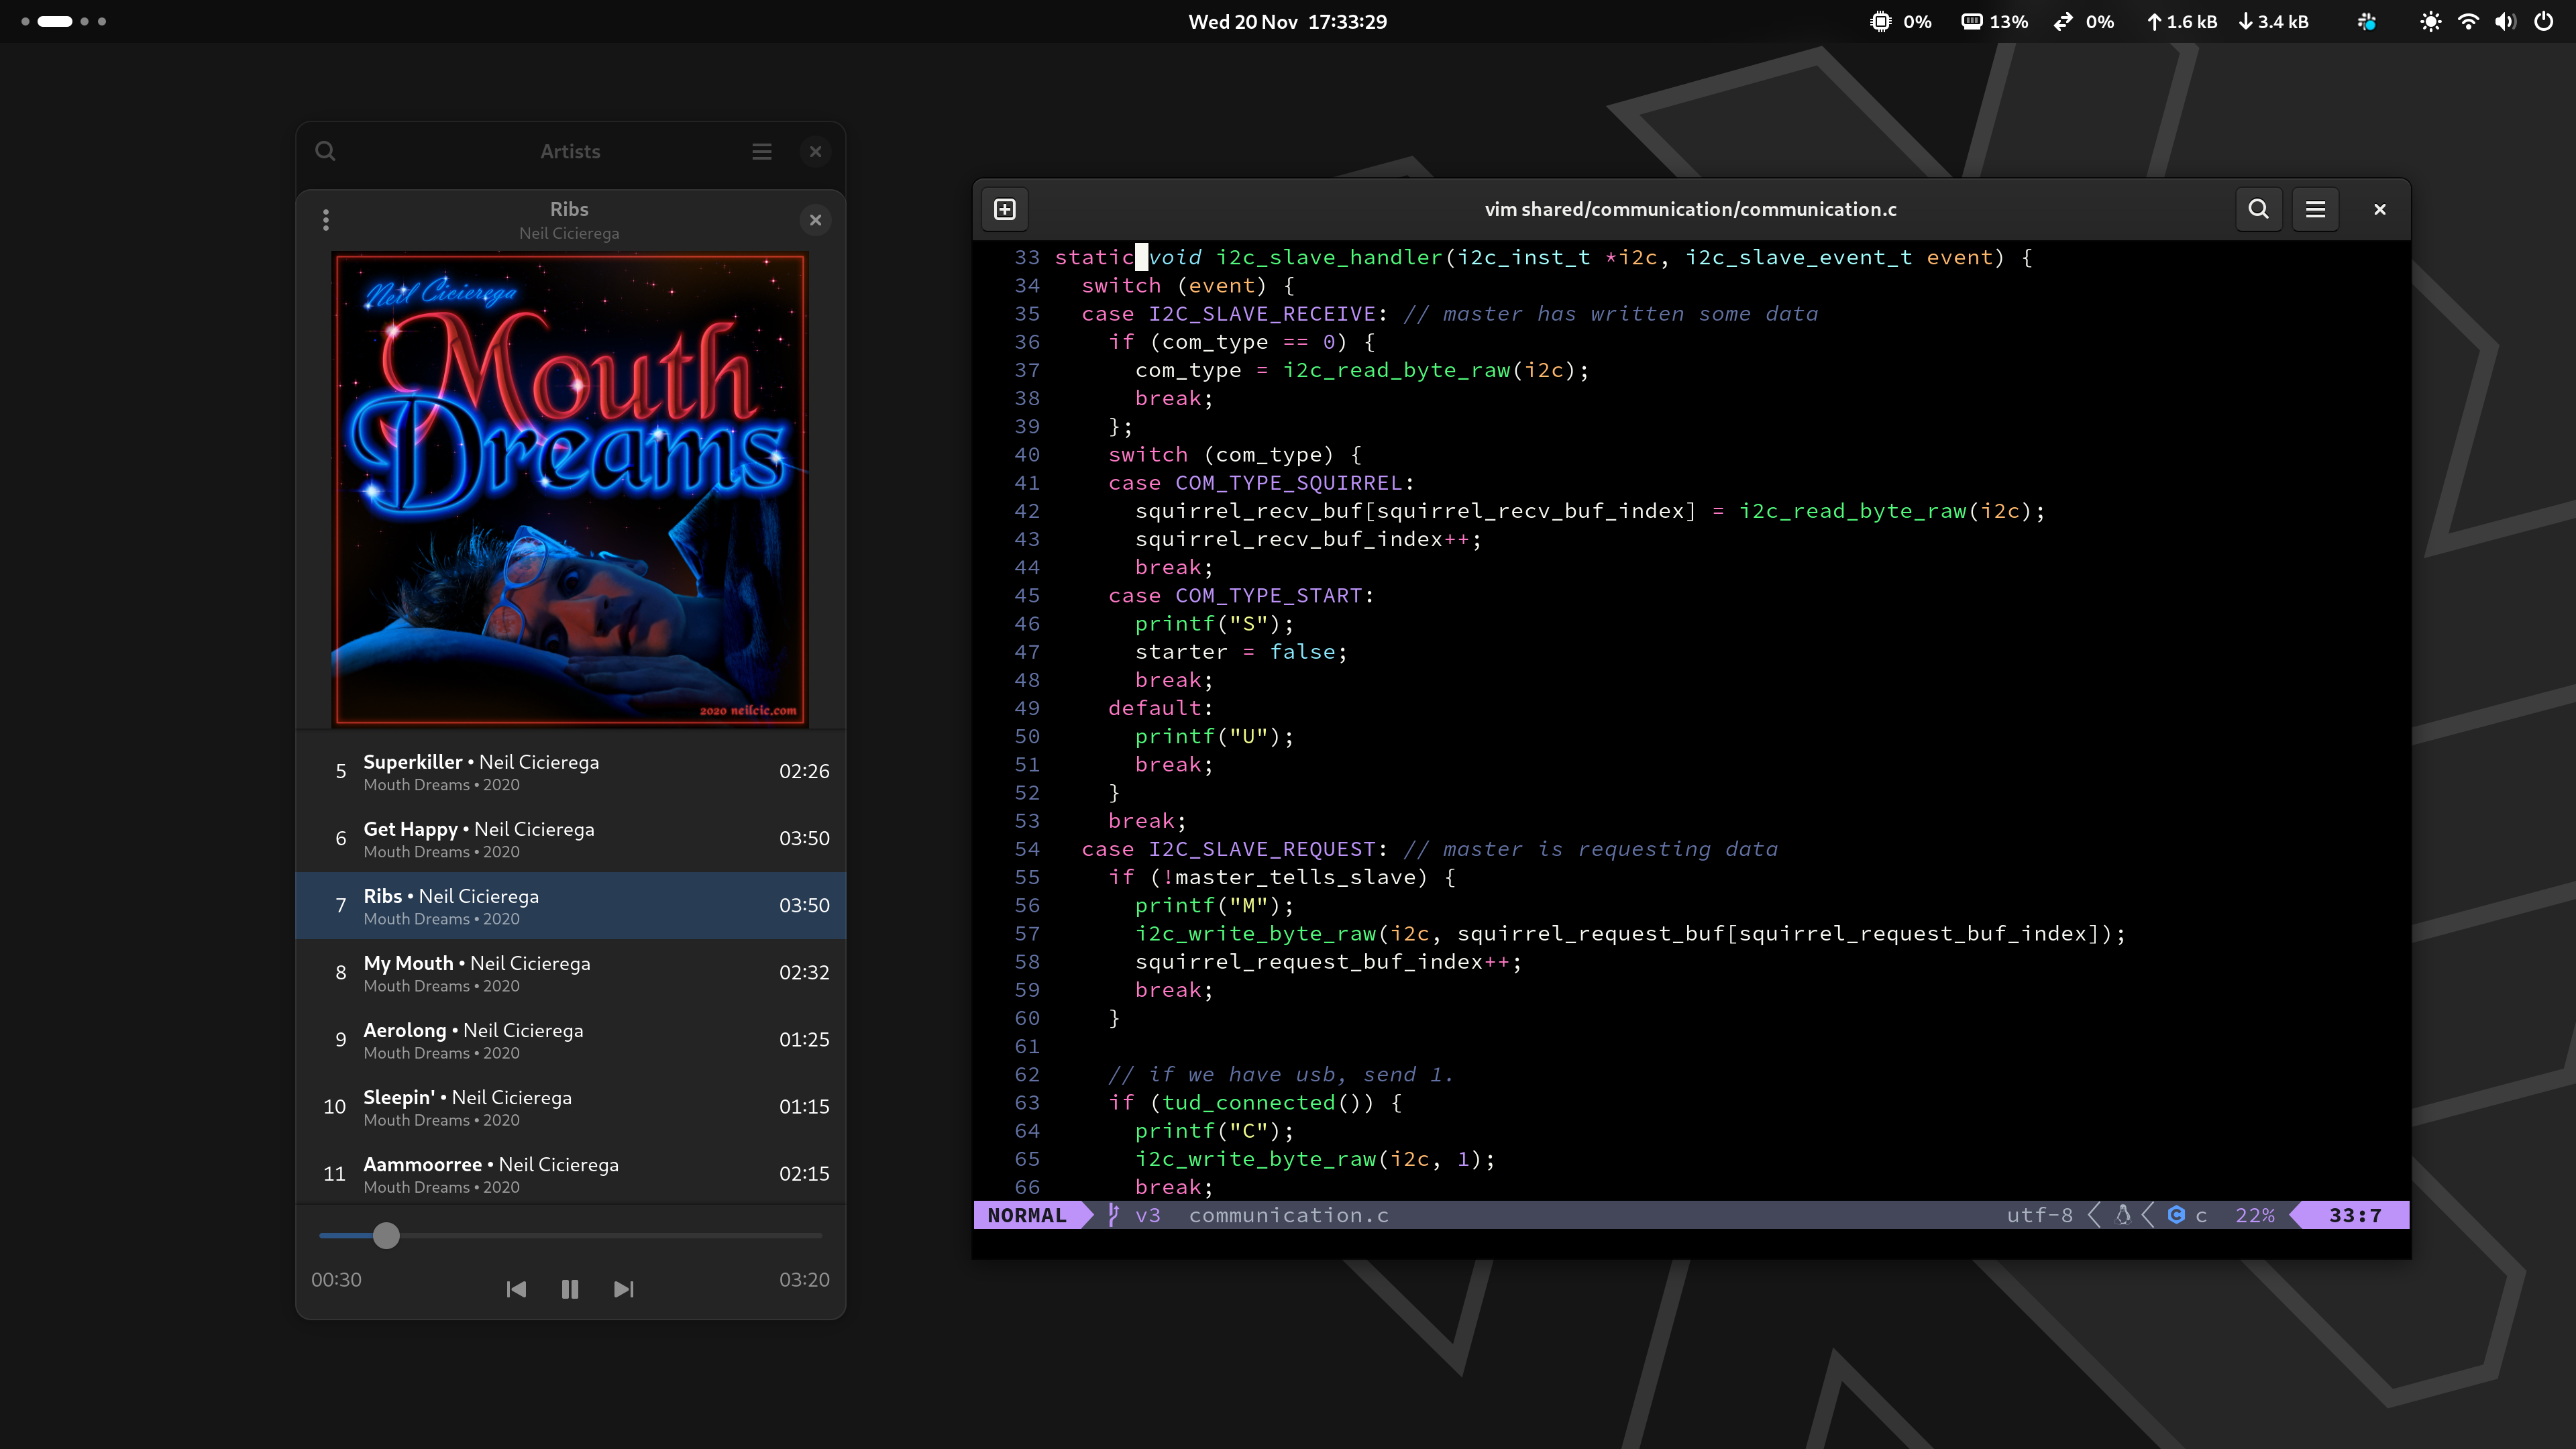 Wed 20 Nov 17:33:29
0% 13% 0% 1.6 kB 3.4 kB
Artists
Ribs
Neil Cicierega
Neil Cicierega
Mouth
Dreams
2020 neilcic.com
5 Superkiller • Neil Cicierega 02:26
Mouth Dreams • 2020
6 Get Happy • Neil Cicierega 03:50
Mouth Dreams • 2020
7 Ribs • Neil Cicierega 03:50
Mouth Dreams • 2020
8 My Mouth • Neil Cicierega 02:32
Mouth Dreams • 2020
9 Aerolong • Neil Cicierega 01:25
Mouth Dreams • 2020
10 Sleepin' • Neil Cicierega 01:15
Mouth Dreams • 2020
11 Aammoorree • Neil Cicierega 02:15
Mouth Dreams • 2020
00:30 03:20
vim shared/communication/communication.c
33 static void i2c_slave_handler(i2c_inst_t *i2c, i2c_slave_event_t event) {
34   switch (event) {
35   case I2C_SLAVE_RECEIVE: // master has written some data
36     if (com_type == 0) {
37       com_type = i2c_read_byte_raw(i2c);
38       break;
39     };
40     switch (com_type) {
41     case COM_TYPE_SQUIRREL:
42       squirrel_recv_buf[squirrel_recv_buf_index] = i2c_read_byte_raw(i2c);
43       squirrel_recv_buf_index++;
44       break;
45     case COM_TYPE_START:
46       printf("S");
47       starter = false;
48       break;
49     default:
50       printf("U");
51       break;
52     }
53     break;
54   case I2C_SLAVE_REQUEST: // master is requesting data
55     if (!master_tells_slave) {
56       printf("M");
57       i2c_write_byte_raw(i2c, squirrel_request_buf[squirrel_request_buf_index]);
58       squirrel_request_buf_index++;
59       break;
60     }
61
62     // if we have usb, send 1.
63     if (tud_connected()) {
64       printf("C");
65       i2c_write_byte_raw(i2c, 1);
66       break;
NORMAL v3 communication.c utf-8 c 22% 33:7